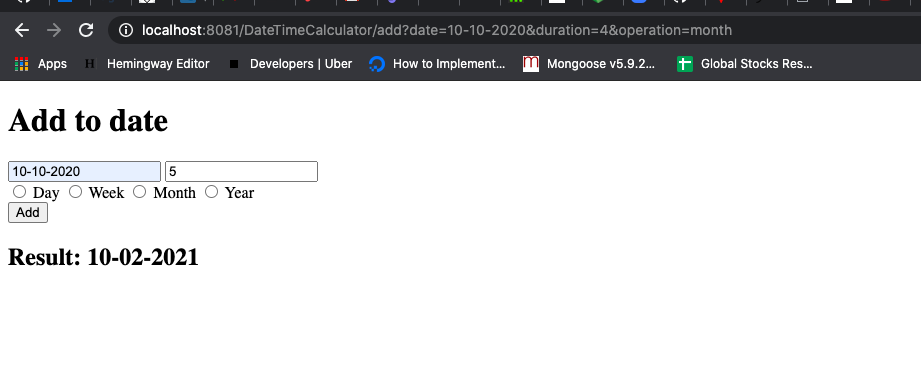 localhost:8081/DateTimeCalculator/add?date=10-10-2020&duration=4&operation=month
Apps H Hemingway Editor Developers | Uber How to Implement... m Mongoose v5.9.2... Global Stocks Res...
Add to date
10-10-2020 5
Day Week Month Year
Add
Result: 10-02-2021